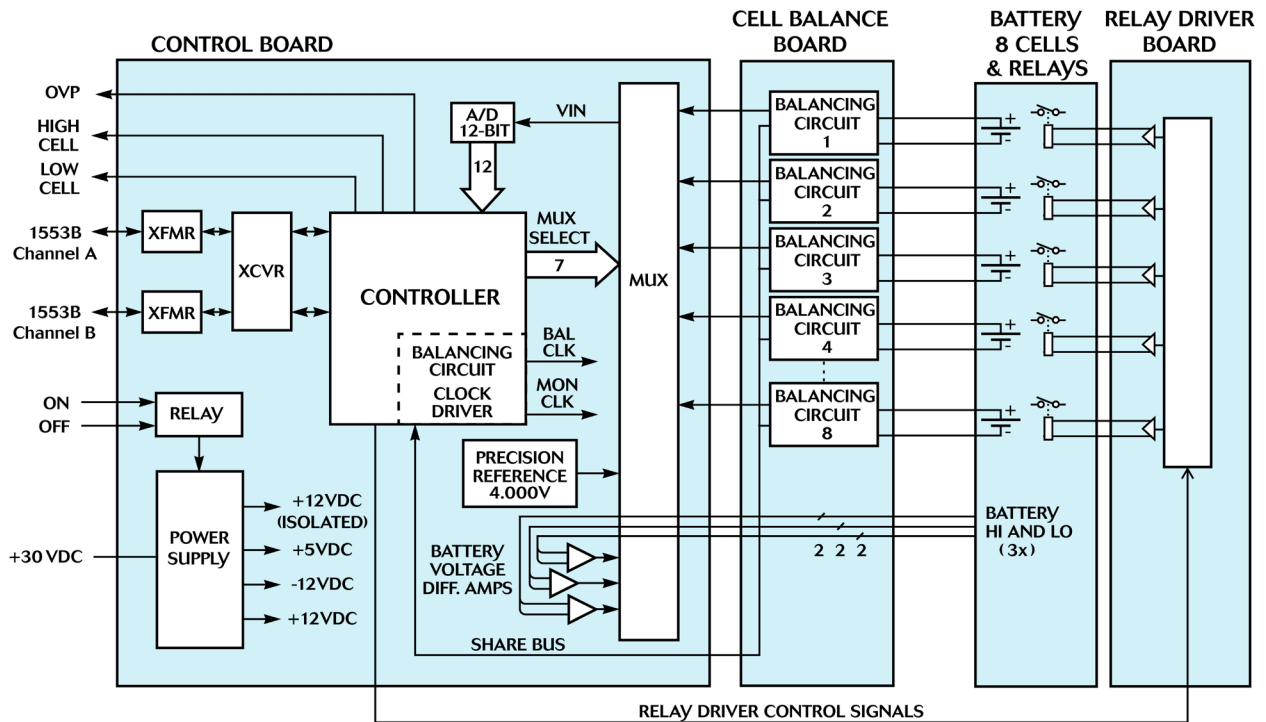 CONTROL BOARD
CELL BALANCE
BOARD
BATTERY
8 CELLS
& RELAYS
RELAY DRIVER
BOARD
OVP
HIGH
CELL
LOW
CELL
1553B
Channel A
1553B
Channel B
XFMR
XFMR
XCVR
A/D
12-BIT
12
VIN
CONTROLLER
MUX
SELECT
7
MUX
BALANCING
CIRCUIT
CLOCK
DRIVER
BAL
CLK
MON
CLK
ON
OFF
RELAY
POWER
SUPPLY
+30 VDC
+12VDC
(ISOLATED)
+5VDC
-12VDC
+12VDC
PRECISION
REFERENCE
4.000V
BATTERY
VOLTAGE
DIFF. AMPS
SHARE BUS
BALANCING
CIRCUIT
1
BALANCING
CIRCUIT
2
BALANCING
CIRCUIT
3
BALANCING
CIRCUIT
4
BALANCING
CIRCUIT
8
+
-
+
-
+
-
+
-
+
-
2 2 2
BATTERY
HI AND LO
(3x)
RELAY DRIVER CONTROL SIGNALS